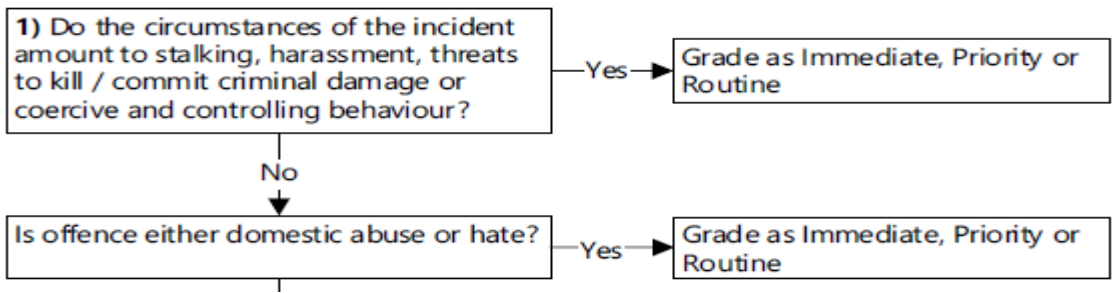 1) Do the circumstances of the incident
amount to stalking, harassment, threats
to kill / commit criminal damage or
coercive and controlling behaviour?
Yes
Grade as Immediate, Priority or
Routine
No
Is offence either domestic abuse or hate?
Yes
Grade as Immediate, Priority or
Routine